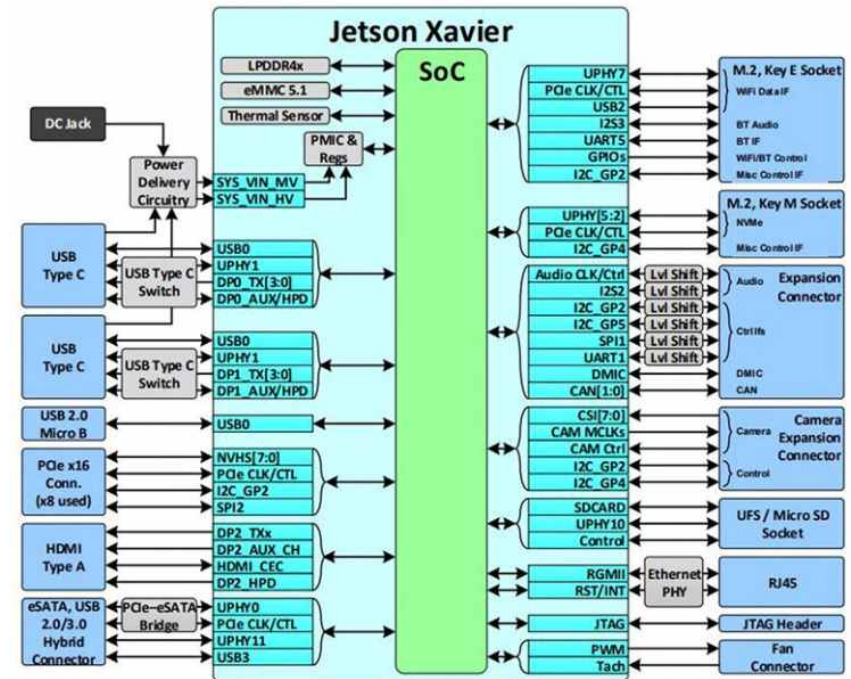 Jetson Xavier
SoC
LPDDR4x
eMMC 5.1
Thermal Sensor
PMIC &
Regs
DC Jack
Power
Delivery
Circuitry
SYS_VIN_MV
SYS_VIN_HV
USB
Type C
USB Type C
Switch
USB0
UPHY1
DP0_TX[3:0]
DP0_AUX/HPD
USB
Type C
USB Type C
Switch
USB0
UPHY1
DP1_TX[3:0]
DP1_AUX/HPD
USB 2.0
Micro B
USB0
PCIe x16
Conn.
(x8 used)
NVHS[7:0]
PCIe CLK/CTL
I2C_GP2
SPI2
HDMI
Type A
DP2_TXx
DP2_AUX_CH
HDMI_CEC
DP2_HPD
eSATA, USB
2.0/3.0
Hybrid
Connector
PCIe–eSATA
Bridge
UPHY0
PCIe CLK/CTL
UPHY11
USB3
UPHY7
PCIe CLK/CTL
USB2
I2S3
UART5
GPIOs
I2C_GP2
M.2, Key E Socket
WiFi Data IF
BT Audio
BT IF
WiFi/BT Control
Misc Control IF
UPHY[5:2]
PCIe CLK/CTL
I2C_GP4
M.2, Key M Socket
NVMe
Misc Control IF
Audio CLK/Ctrl
I2S2
I2C_GP2
I2C_GP5
SPI1
UART1
DMIC
CAN[1:0]
Lvl Shift
Lvl Shift
Lvl Shift
Lvl Shift
Lvl Shift
Lvl Shift
Expansion
Connector
Audio
Ctrl Ifs
DMIC
CAN
CSI[7:0]
CAM MCLKs
CAM Ctrl
I2C_GP2
I2C_GP4
Camera
Expansion
Connector
Camera
Control
SDCARD
UPHY10
Control
UFS / Micro SD
Socket
RGMII
RST/INT
Ethernet
PHY
RJ45
JTAG
JTAG Header
PWM
Tach
Fan
Connector